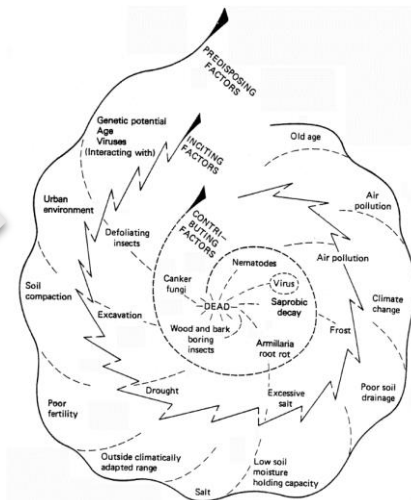 PREDISPOSING
FACTORS
INCITING
FACTORS
CONTRI-
BUTING
FACTORS
Genetic potential
Age
Viruses
(Interacting with)
Old age
Urban
environment
Defoliating
insects
Air
pollution
Nematodes
Air pollution
Canker
fungi
Virus
Soil
compaction
DEAD
Saprobic
decay
Climate
change
Excavation
Wood and bark
boring
insects
Armillaria
root rot
Frost
Drought
Excessive
salt
Poor soil
drainage
Poor
fertility
Outside climatically
adapted range
Salt
Low soil
moisture
holding capacity